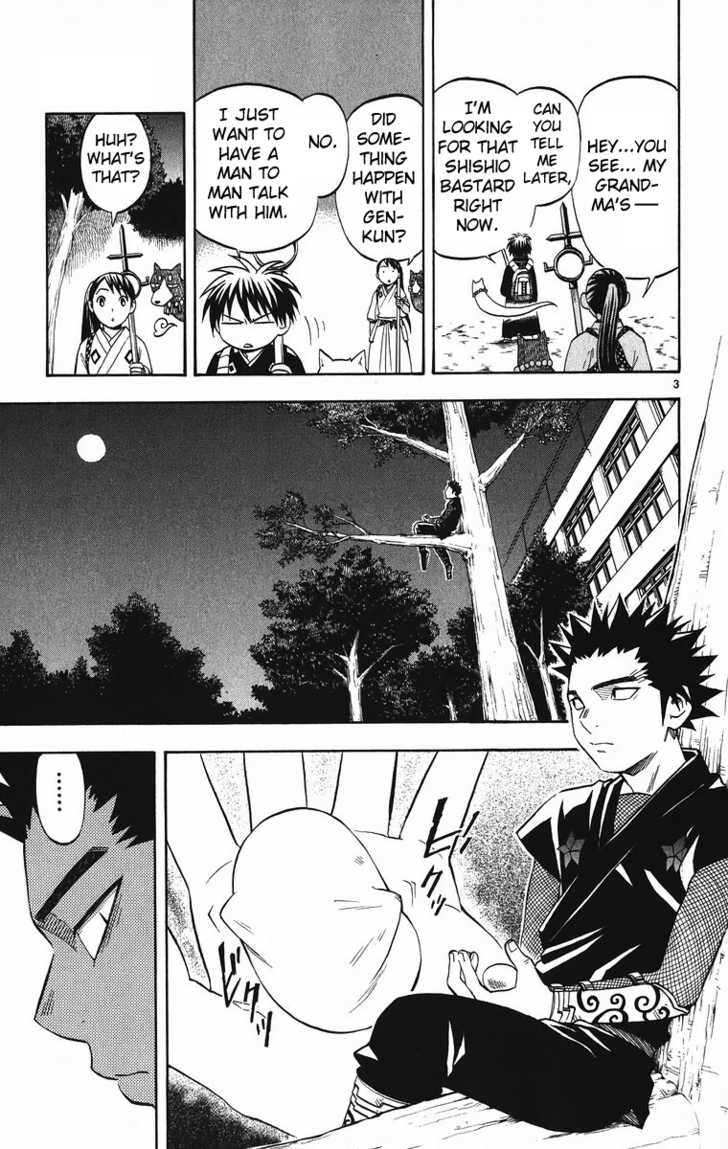 HEY...YOU
SEE... MY
GRAND-
MA'S —
CAN
YOU
TELL
ME
LATER,
I'M
LOOKING
FOR THAT
SHISHIO
BASTARD
RIGHT
NOW.
DID
SOME-
THING
HAPPEN
WITH
GEN-
KUN?
NO.
I JUST
WANT TO
HAVE A
MAN TO
MAN TALK
WITH HIM.
HUH?
WHAT'S
THAT?
3
......